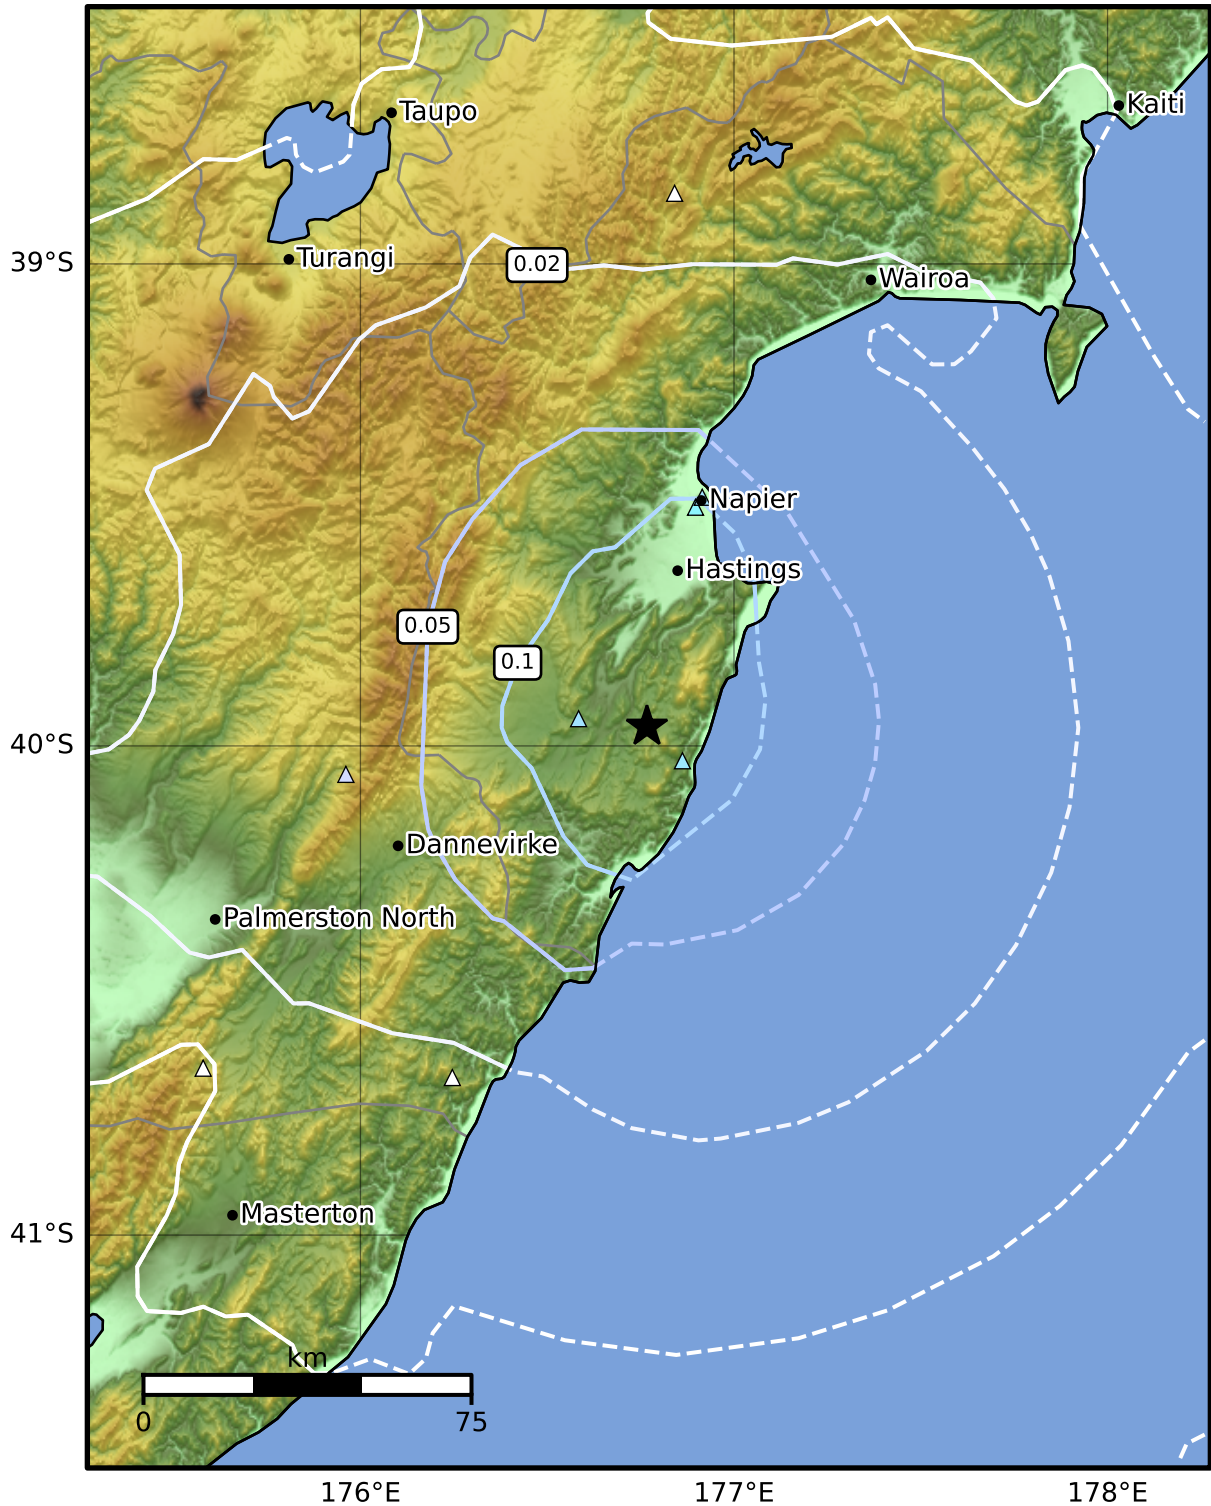 Kaiti
Taupo
39°S
Turangi
0.02
Wairoa
Napier
Hastings
0.05
0.1
40°S
Dannevirke
Palmerston North
Masterton
41°S
km
0
75
176°E
177°E
178°E